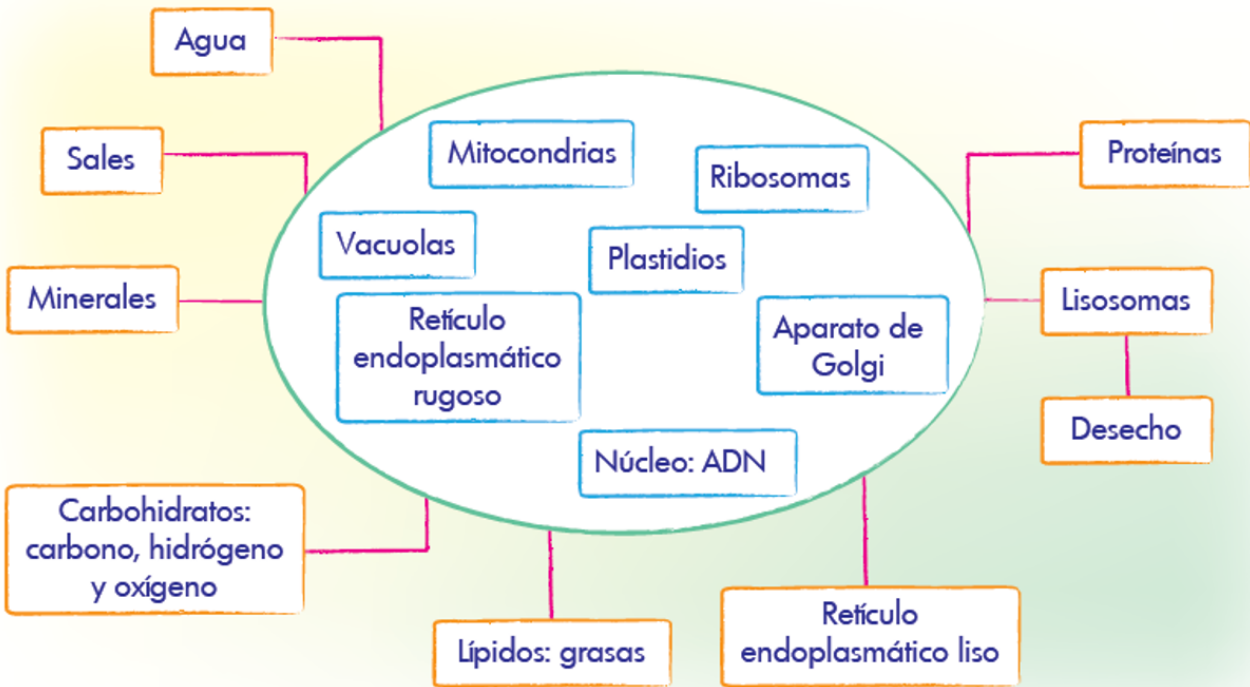 Agua
Sales
Minerales
Mitocondrias
Ribosomas
Vacuolas
Plastidios
Retículo
endoplasmático
rugoso
Aparato de
Golgi
Núcleo: ADN
Proteínas
Lisosomas
Desecho
Carbohidratos:
carbono, hidrógeno
y oxígeno
Lípidos: grasas
Retículo
endoplasmático liso